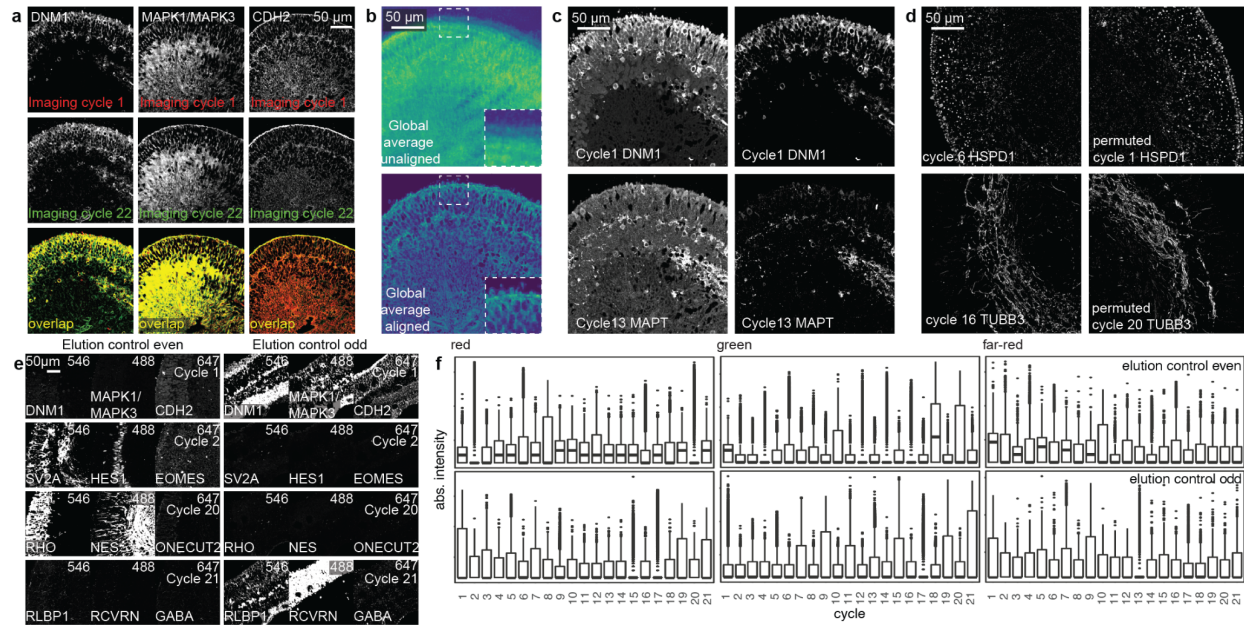 a
DNM1
MAPK1/MAPK3
CDH2
50 µm
Imaging cycle 1
Imaging cycle 1
Imaging cycle 1
Imaging cycle 22
Imaging cycle 22
Imaging cycle 22
overlap
overlap
overlap
b
50 µm
Global
average
unaligned
Global
average
aligned
c
50 µm
Cycle1 DNM1
Cycle1 DNM1
Cycle13 MAPT
Cycle13 MAPT
d
50 µm
cycle 6 HSPD1
permuted
cycle 1 HSPD1
cycle 16 TUBB3
permuted
cycle 20 TUBB3
e
Elution control even
Elution control odd
50µm
546
488
647
Cycle 1
DNM1
MAPK1/
MAPK3
CDH2
546
488
647
Cycle 1
DNM1
MAPK1/
MAPK3
CDH2
546
488
647
Cycle 2
SV2A
HES1
EOMES
546
488
647
Cycle 2
SV2A
HES1
EOMES
546
488
647
Cycle 20
RHO
NES
ONECUT2
546
488
647
Cycle 20
RHO
NES
ONECUT2
546
488
647
Cycle 21
RLBP1
RCVRN
GABA
546
488
647
Cycle 21
RLBP1
RCVRN
GABA
f
red
green
far-red
elution control even
elution control odd
abs. intensity
1 2 3 4 5 6 7 8 9 10 11 12 13 14 15 16 17 18 19 20 21
1 2 3 4 5 6 7 8 9 10 11 12 13 14 15 16 17 18 19 20 21
1 2 3 4 5 6 7 8 9 10 11 12 13 14 15 16 17 18 19 20 21
cycle